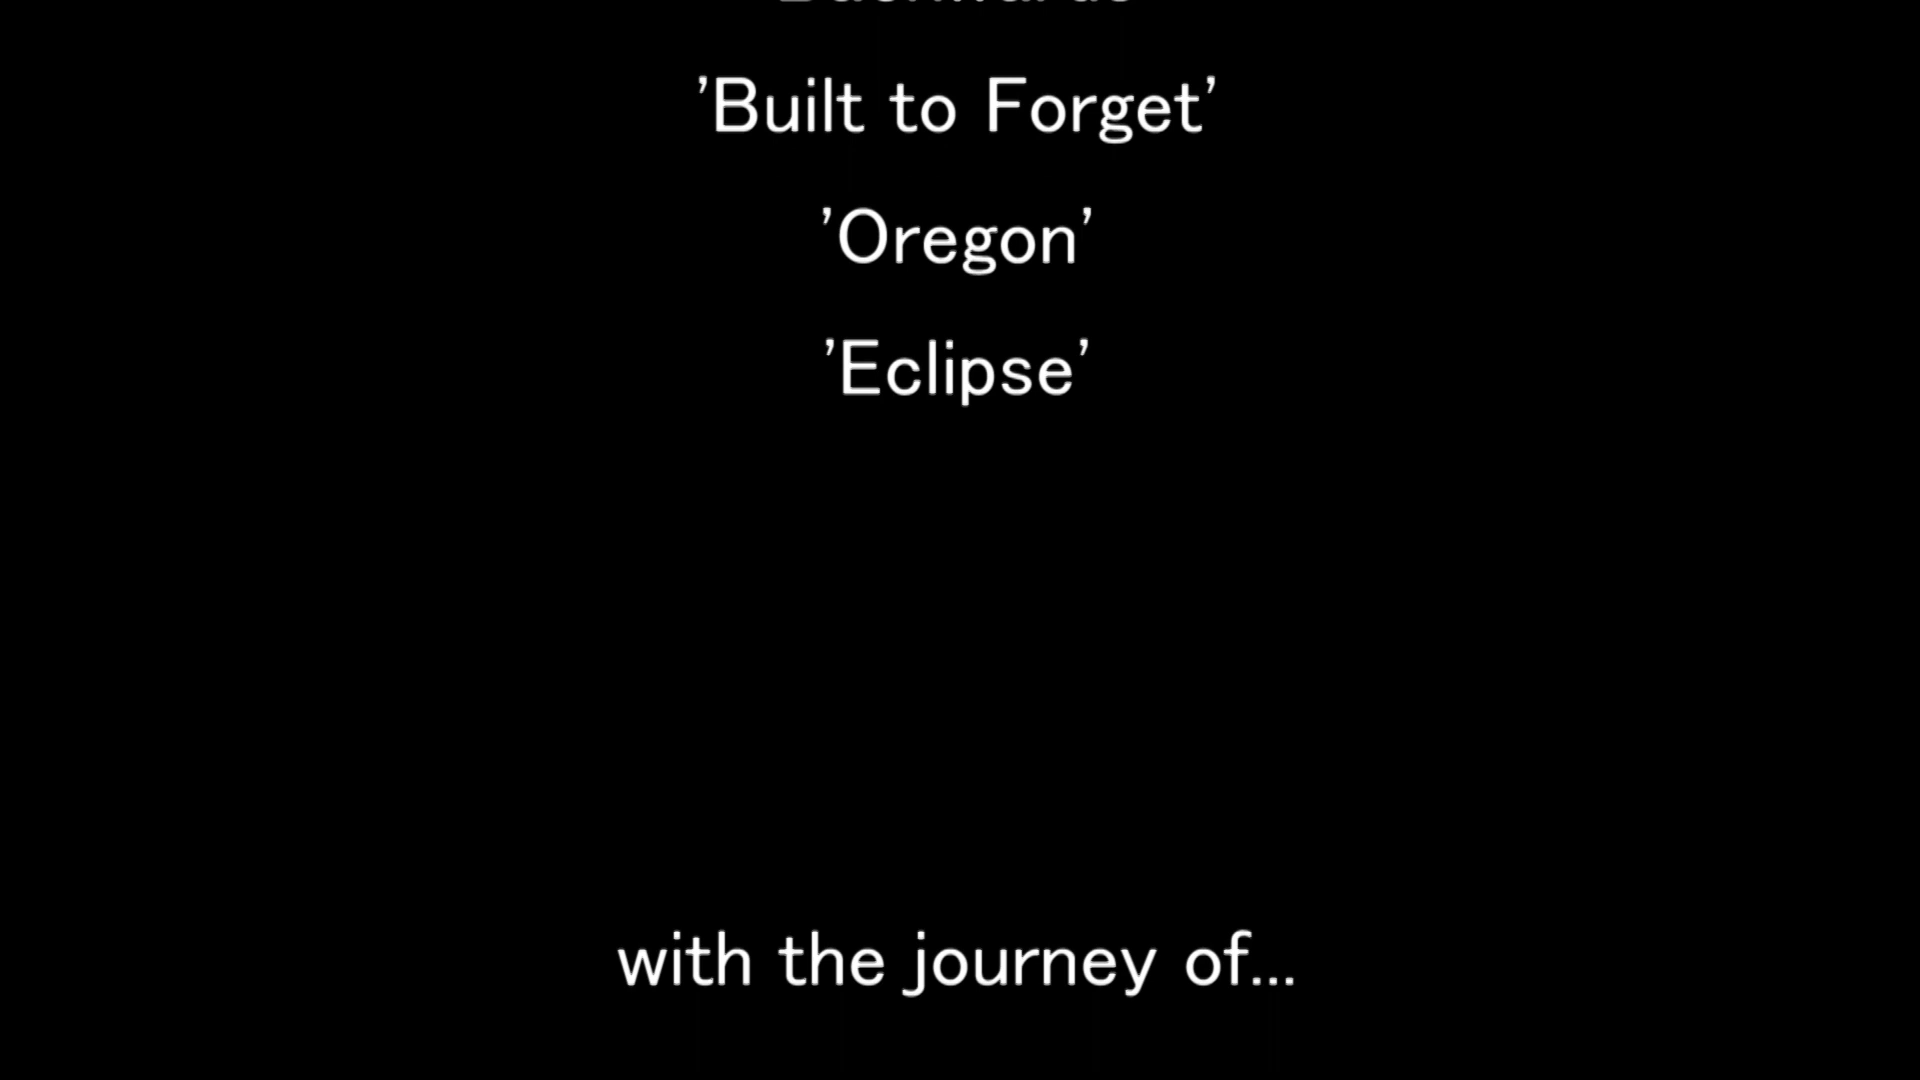 'Built to Forget'
'Oregon'
'Eclipse'
with the journey of...